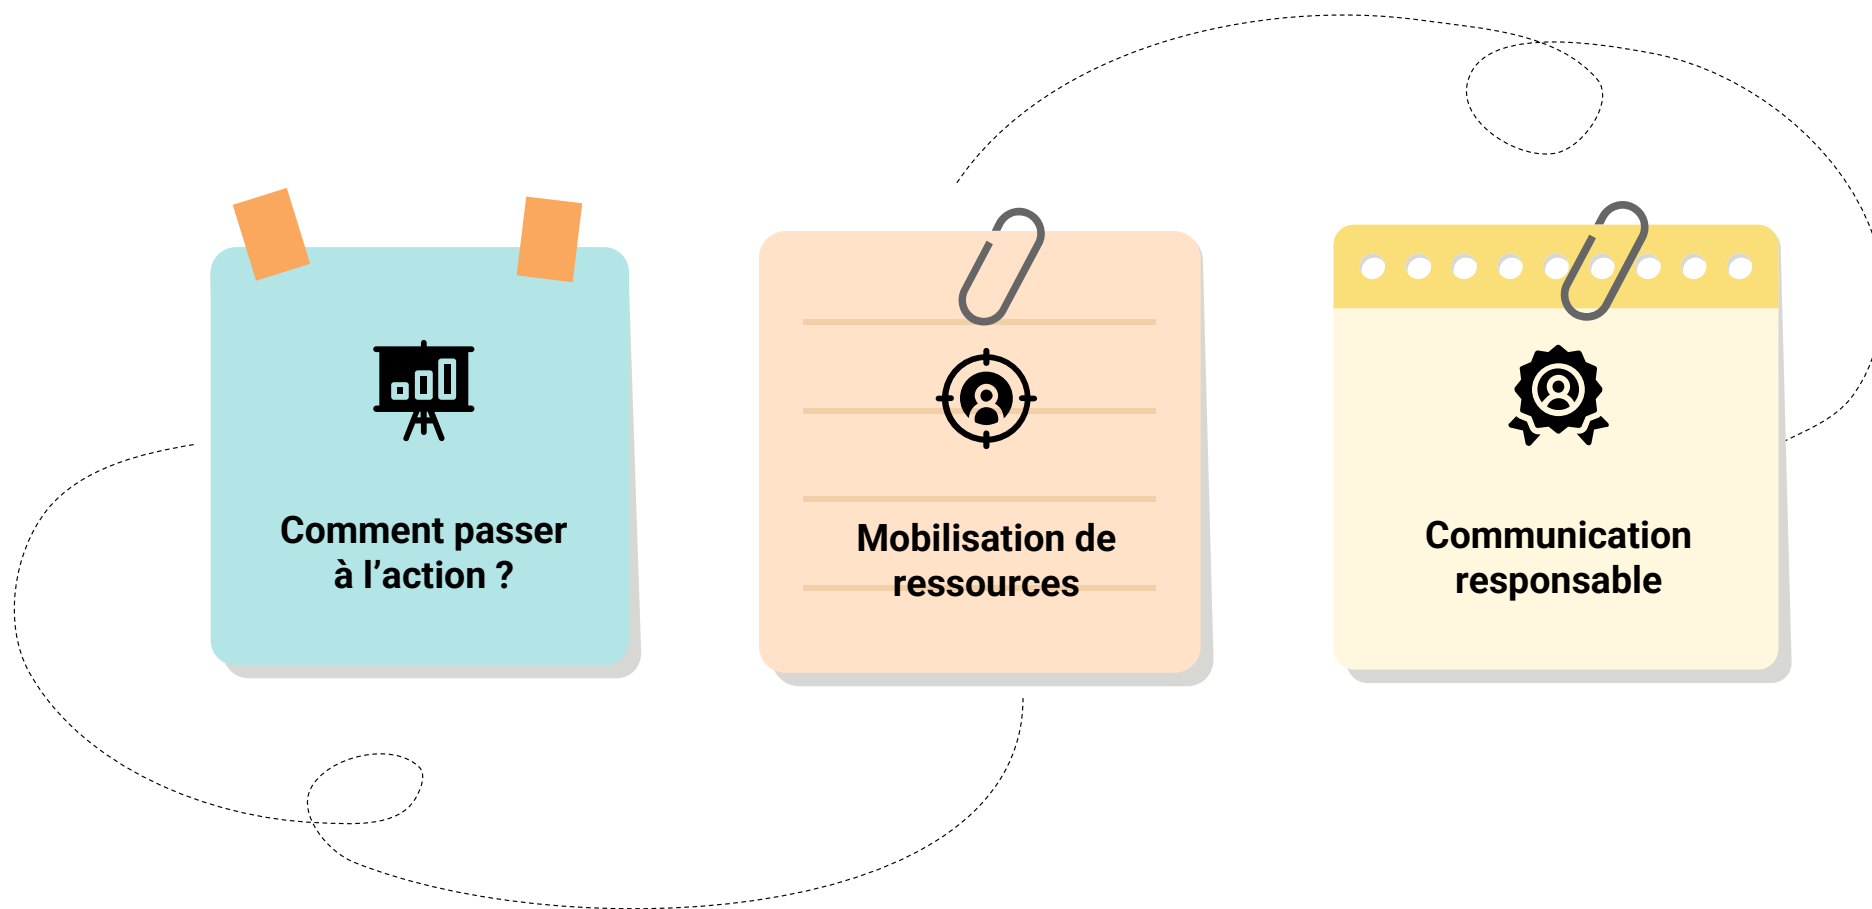 Comment passer
à l’action ?
Mobilisation de
ressources
Communication
responsable